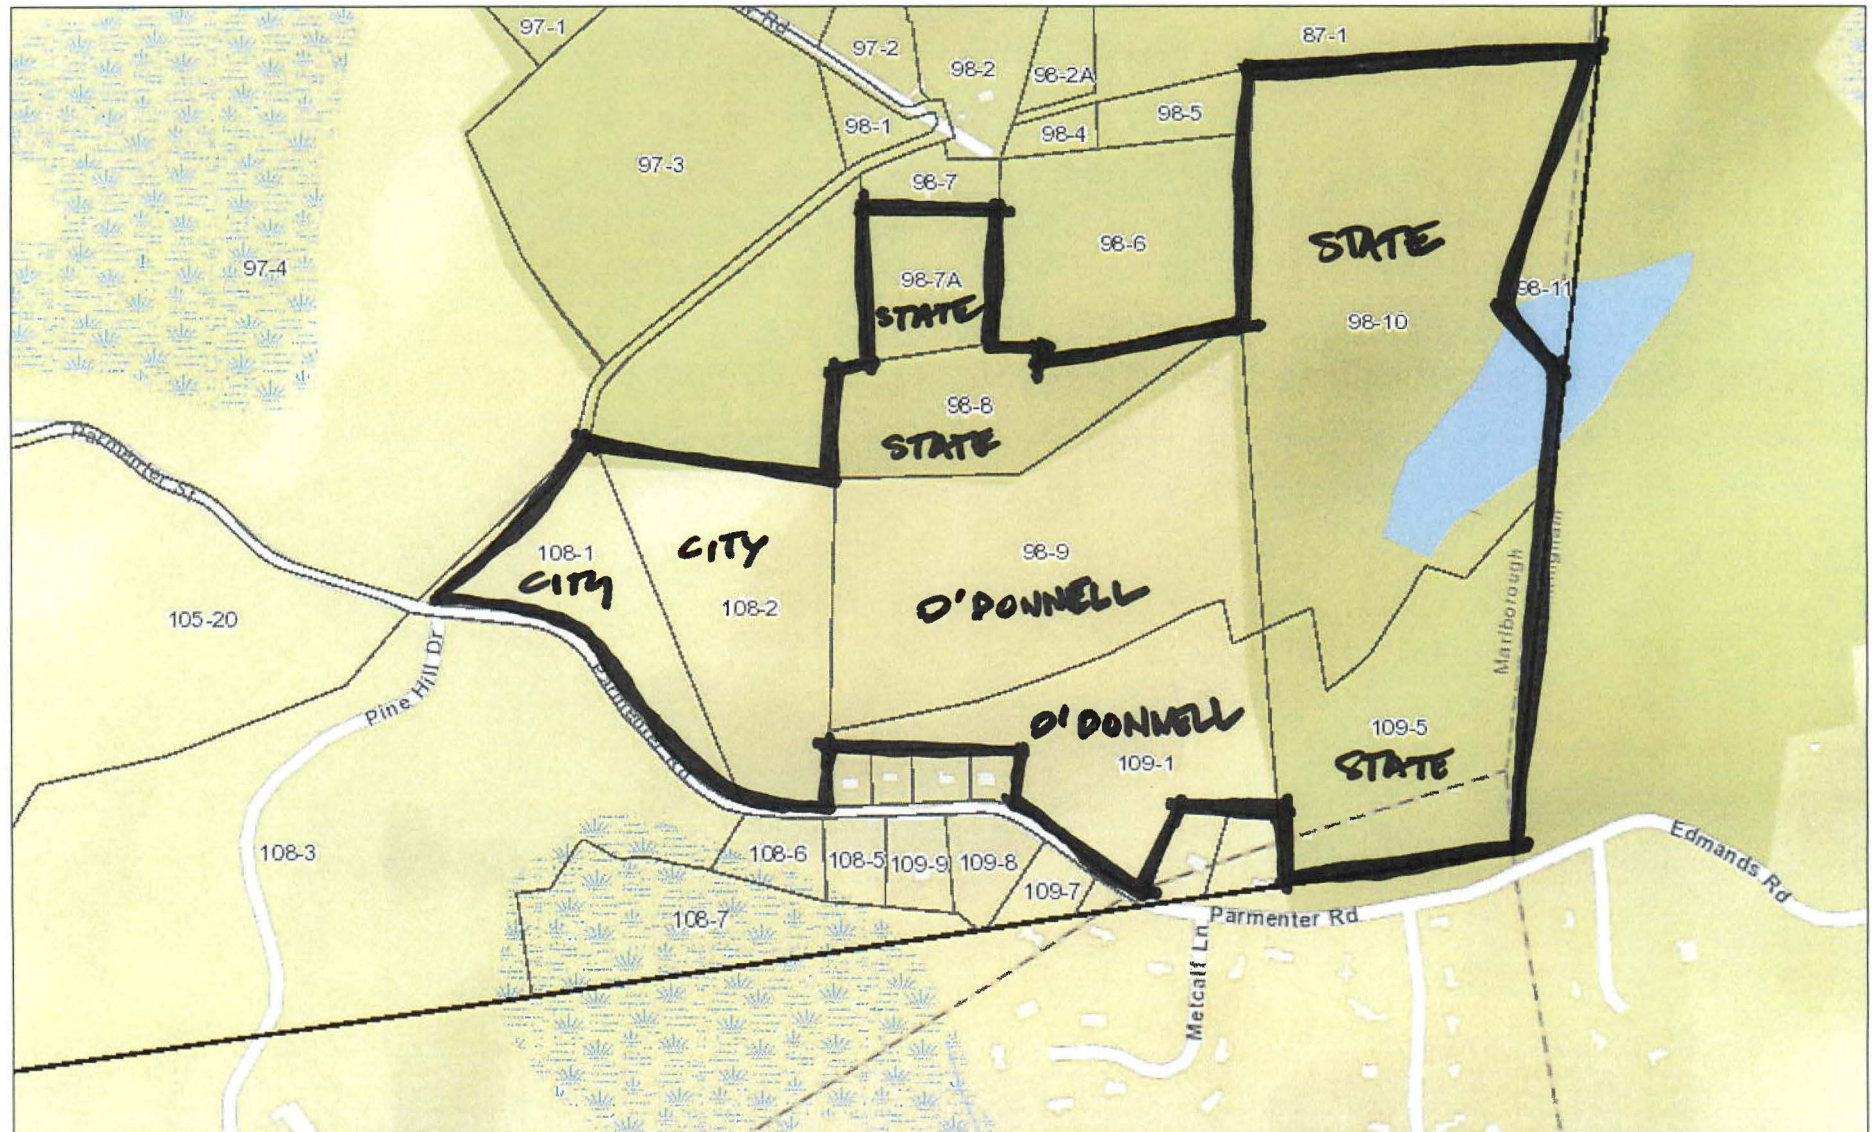 97-1
Rd
97-2
98-2
98-2A
87-1
98-1
98-4
98-5
97-3
98-7
97-4
98-7A
STATE
98-6
STATE
98-10
98-11
98-8
STATE
Parmenter St
108-1
CITY
CITY
108-2
98-9
O'DONNELL
Marlborough
105-20
Pine Hill Dr
Parmenter Rd
O'DONNELL
109-1
109-5
STATE
108-3
108-6
108-5
109-9
109-8
109-7
108-7
Parmenter Rd
Metcalf Ln
Edmands Rd